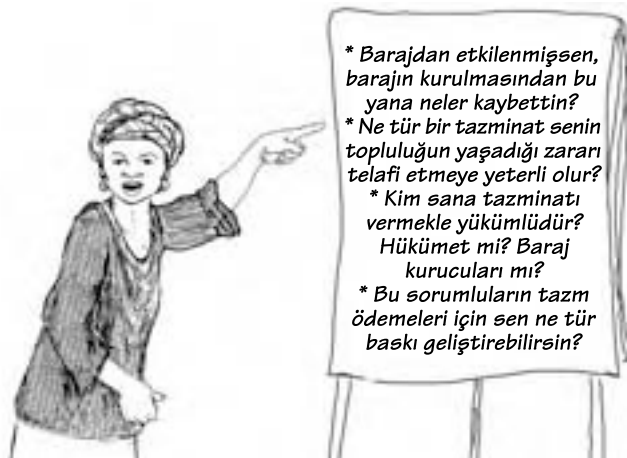 * Barajdan etkilenmişsen,
barajın kurulmasından bu
yana neler kaybettin?
* Ne tür bir tazminat senin
topluluğun yaşadığı zararı
telafi etmeye yeterli olur?
* Kim sana tazminatı
vermekle yükümlüdür?
Hükümet mi? Baraj
kurucuları mı?
* Bu sorumluların tazm
ödemeleri için sen ne tür
baskı geliştirebilirsin?